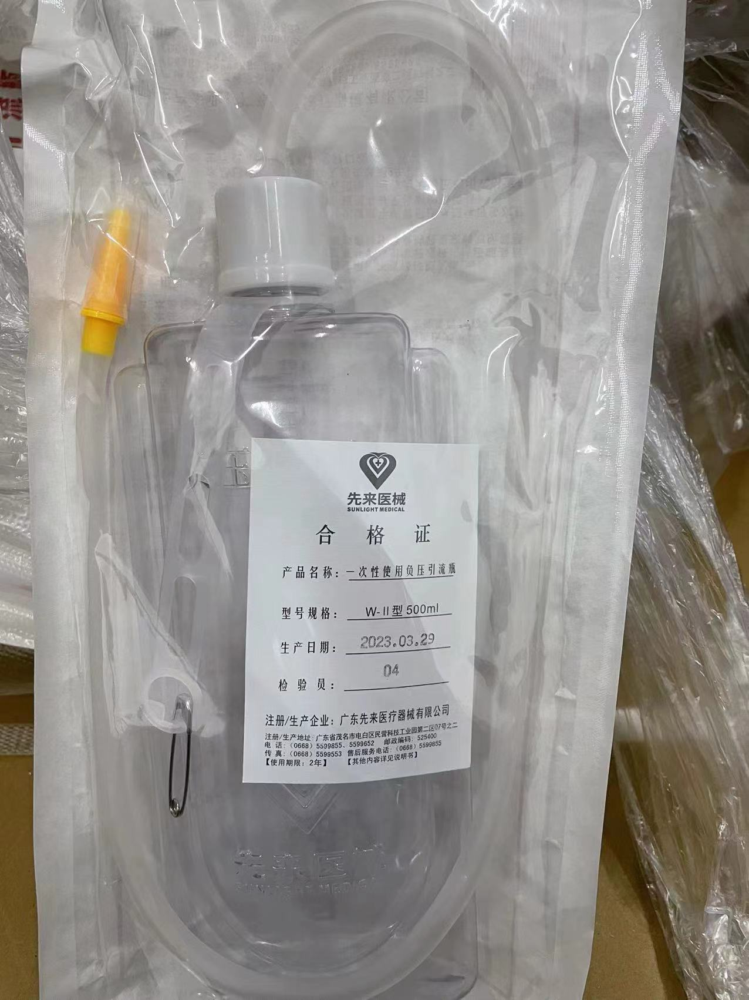 先来医械
SUNLIGHT MEDICAL
合格证
产品名称：一次性使用负压引流瓶
型号规格：W-II型 500ml
生产日期：2023.03.29
检验员：04
注册/生产企业：广东先来医疗器械有限公司
注册/生产地址：广东省茂名市电白区民营科技工业园第二区07号之二
电 话：（0668）5599855、5599652 邮政编码：525400
传 真：（0668）5599553 售后服务电话：（0668）5599855
【使用期限：2年】 【其他内容详见说明书】
先来医械
SUNLIGHT MEDICAL